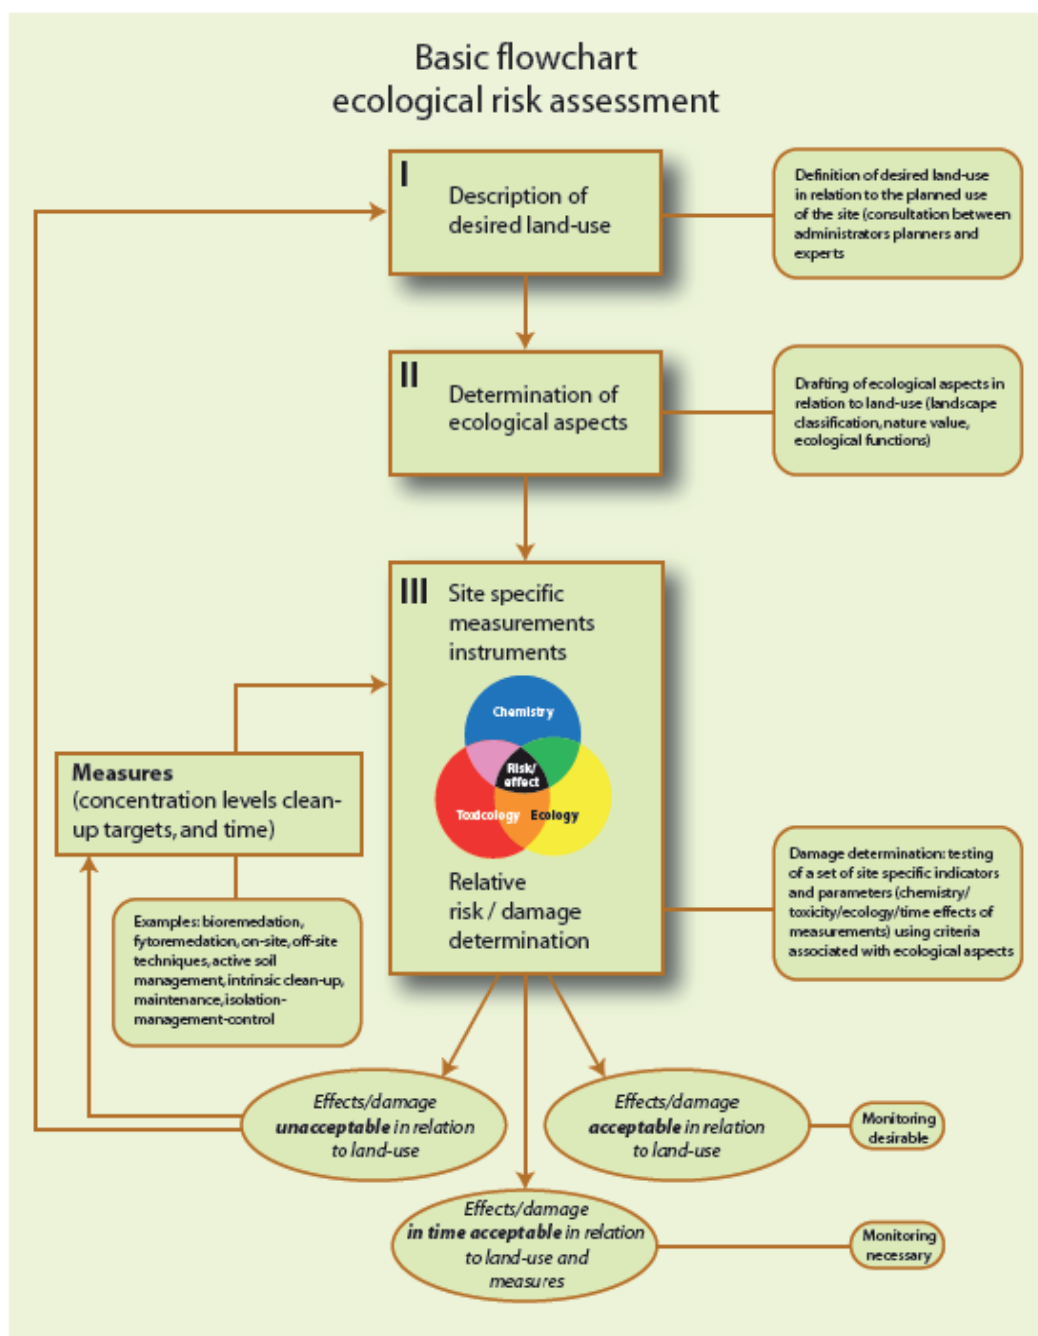 Basic flowchart
ecological risk assessment
I
Description of
desired land-use
Definition of desired land-use
in relation to the planned use
of the site (consultation between
administrators planners and
experts
II
Determination of
ecological aspects
Drafting of ecological aspects in
relation to land-use (landscape
classification, nature value,
ecological functions)
III
Site specific
measurements
instruments
Chemistry
Risk/
effect
Toxicology
Ecology
Relative
risk / damage
determination
Measures
(concentration levels clean-
up targets, and time)
Examples: bioremedation,
fytoremedation, on-site, off-site
techniques, active soil
management, intrinsic clean-up,
maintenance, isolation-
management-control
Damage determination: testing
of a set of site specific indicators
and parameters (chemistry/
toxicity/ecology/time effects of
measurements) using criteria
associated with ecological aspects
Effects/damage
unacceptable in relation
to land-use
Effects/damage
acceptable in relation
to land-use
Monitoring
desirable
Effects/damage
in time acceptable in relation
to land-use and
measures
Monitoring
necessary